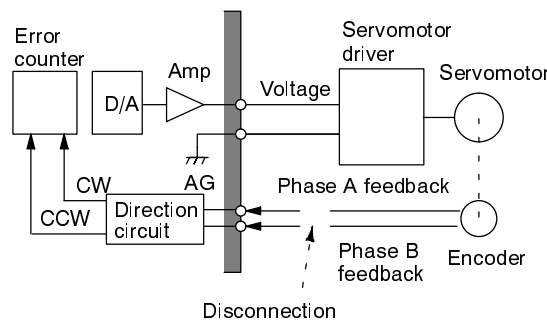 Error
counter
D/A
Amp
Voltage
Servomotor
driver
Servomotor
AG
CW
CCW
Direction
circuit
Phase A feedback
Phase B
feedback
Encoder
Disconnection